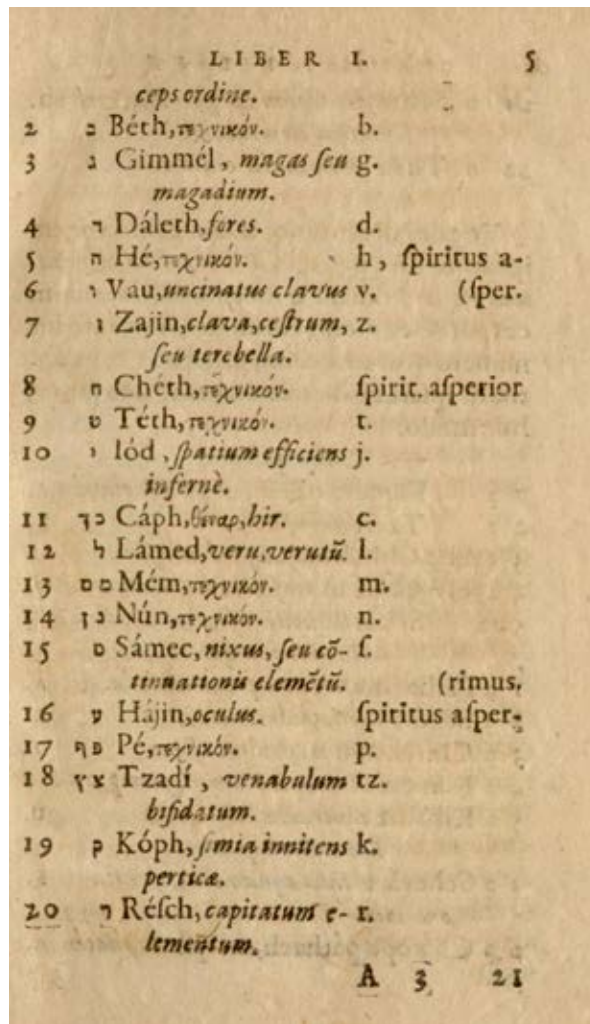 LIBER I. 5
ceps ordine.
2 ב Béth, τεχνικόν. b.
3 נ Gimmél, magas ſeu g.
magadium.
4 ד Dáleth, fores. d.
5 ה Hé, τεχνικόν. h, ſpiritus a-
6 ו Vau, uncinatus clavus v. (ſper.
7 ז Zajin, clava, ceſtrum, z.
ſeu terebella.
8 ח Chéth, τεχνικόν. ſpirit. aſperior
9 ט Téth, τεχνικόν. t.
10 י Iód, ſpatium efficiens j.
infernè.
11 ךכ Cáph, θέναρ, hir. c.
12 ל Lámed, veru, verutū. l.
13 םמ Mém, τεχνικόν. m.
14 ןנ Nún, τεχνικόν. n.
15 ס Sámec, nixus, ſeu cō- ſ.
tinuationis elemētū. (rimus.
16 ע Hájin, oculus. ſpiritus aſper-
17 ףפ Pé, τεχνικόν. p.
18 ץצ Tzadí, venabulum tz.
bifidatum.
19 ק Kóph, ſimia innitens k.
perticæ.
20 ר Réſch, capitatum e- r.
lementum.
A 3 21